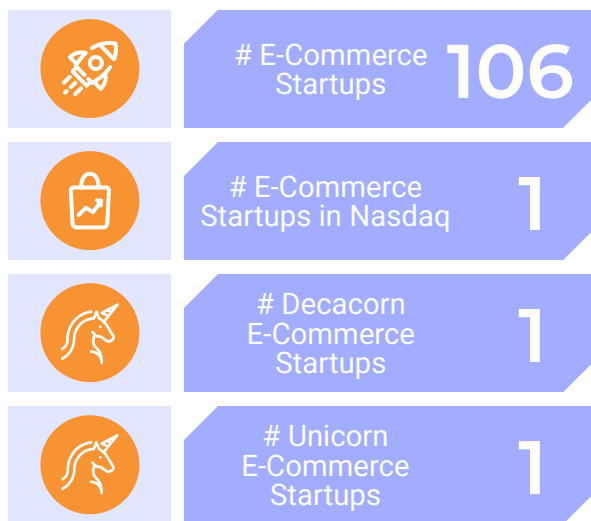 # E-Commerce
Startups
106
# E-Commerce
Startups in Nasdaq
1
# Decacorn
E-Commerce
Startups
1
# Unicorn
E-Commerce
Startups
1